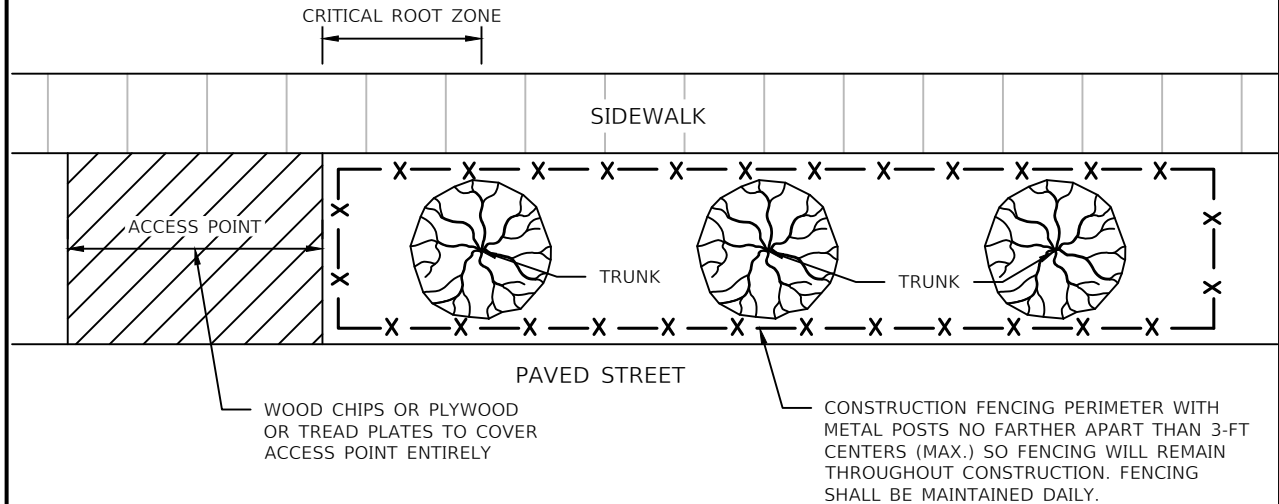 CRITICAL ROOT ZONE
SIDEWALK
ACCESS POINT
TRUNK
TRUNK
PAVED STREET
WOOD CHIPS OR PLYWOOD
OR TREAD PLATES TO COVER
ACCESS POINT ENTIRELY
CONSTRUCTION FENCING PERIMETER WITH
METAL POSTS NO FARTHER APART THAN 3-FT
CENTERS (MAX.) SO FENCING WILL REMAIN
THROUGHOUT CONSTRUCTION. FENCING
SHALL BE MAINTAINED DAILY.